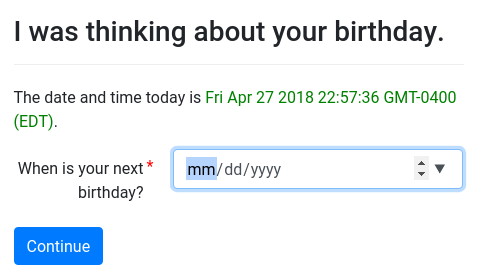 I was thinking about your birthday.
The date and time today is Fri Apr 27 2018 22:57:36 GMT-0400
(EDT).
When is your next *
birthday?
mm/dd/yyyy
Continue